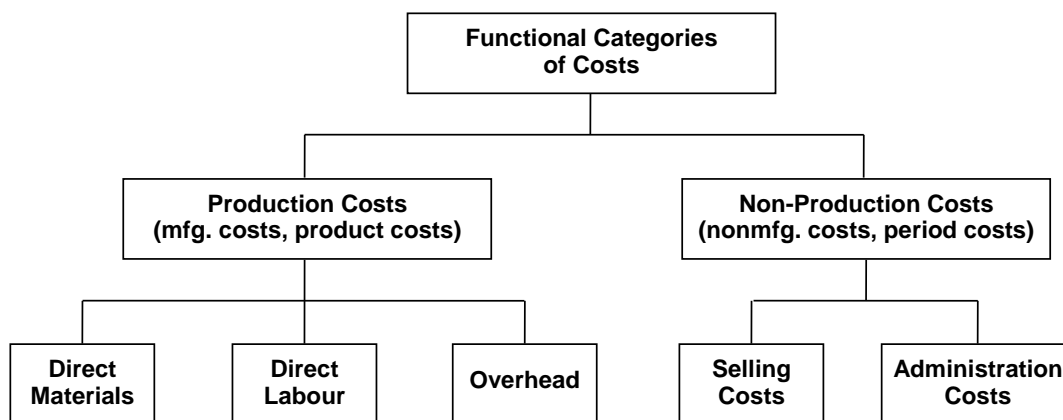 Functional Categories
of Costs
Production Costs
(mfg. costs, product costs)
Non-Production Costs
(nonmfg. costs, period costs)
Direct
Materials
Direct
Labour
Overhead
Selling
Costs
Administration
Costs